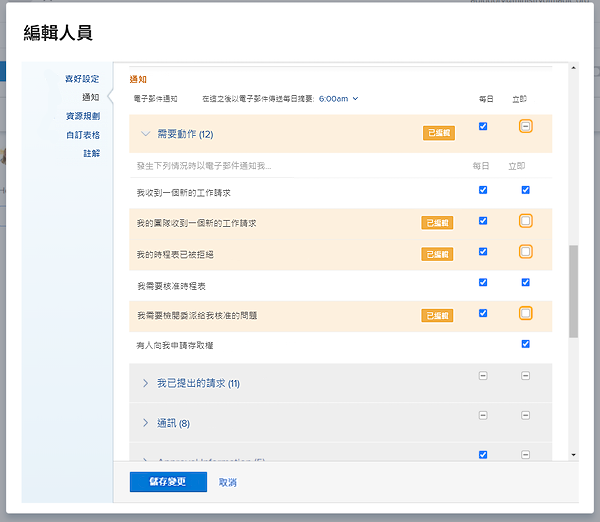 編輯人員
喜好設定
通知
資源規劃
自訂表格
註解
通知
電子郵件通知 在這之後以電子郵件傳送每日摘要: 6:00am 每日 立即
需要動作 (12) 已編輯
發生下列情況時以電子郵件通知我... 每日 立即
我收到一個新的工作請求
我的團隊收到一個新的工作請求 已編輯
我的時程表已被拒絕 已編輯
我需要核准時程表
我需要檢閱委派給我核准的問題 已編輯
有人向我申請存取權
我已提出的請求 (11)
通訊 (8)
Approval Information
儲存變更 取消